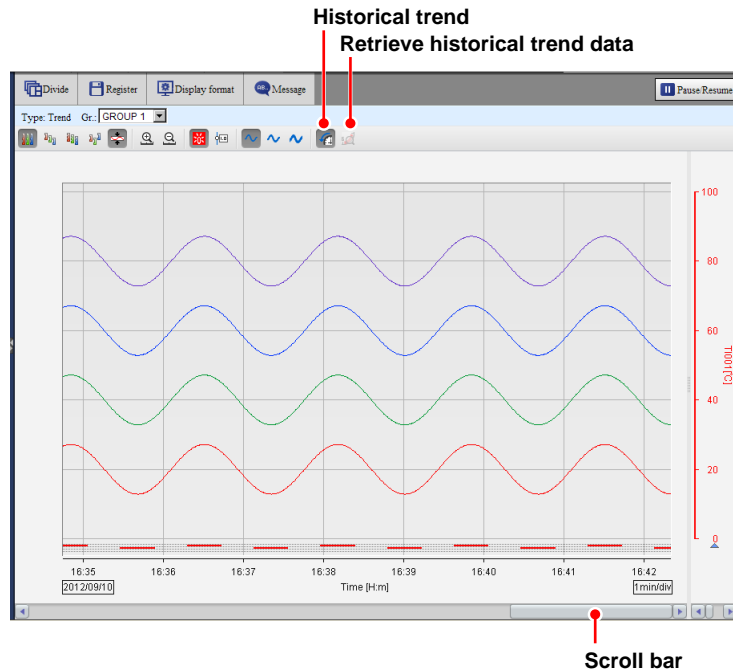 Historical trend
Retrieve historical trend data
Divide Register Display format Message Pause/Resume
Type: Trend Gr.: GROUP 1
100
80
60
40
20
0
TI001[°C]
16:35 16:36 16:37 16:38 16:39 16:40 16:41 16:42
2012/09/10 Time [H:m] 1min/div
Scroll bar